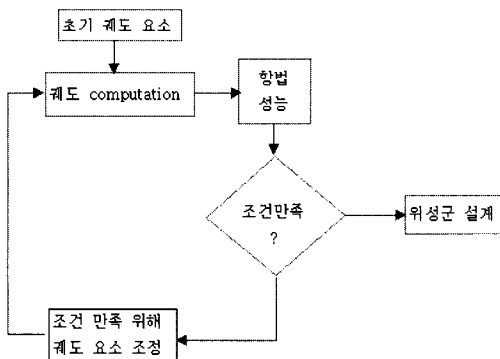 초기 궤도 요소
궤도 computation
항법
성능
조건만족
?
위성군 설계
조건 만족 위해
궤도 요소 조정